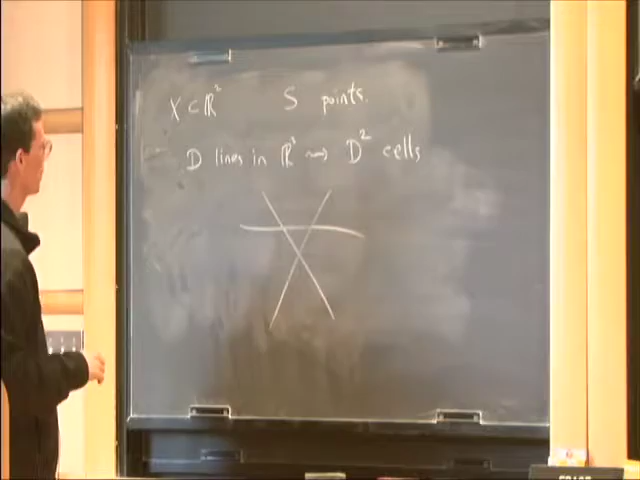 X ⊂ ℝ² S points.
D lines in ℝ² ⇝ D² cells